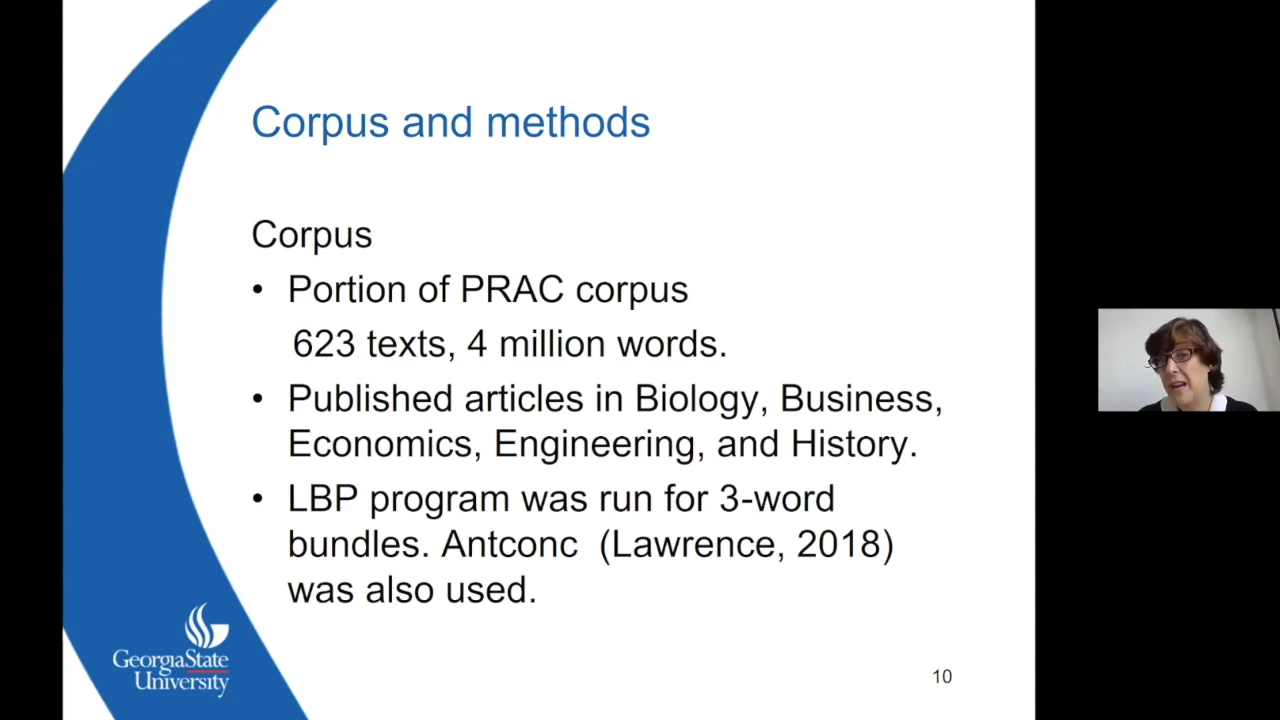 Corpus and methods
Corpus
• Portion of PRAC corpus
623 texts, 4 million words.
• Published articles in Biology, Business,
Economics, Engineering, and History.
• LBP program was run for 3-word
bundles. Antconc (Lawrence, 2018)
was also used.
GeorgiaState
University
10